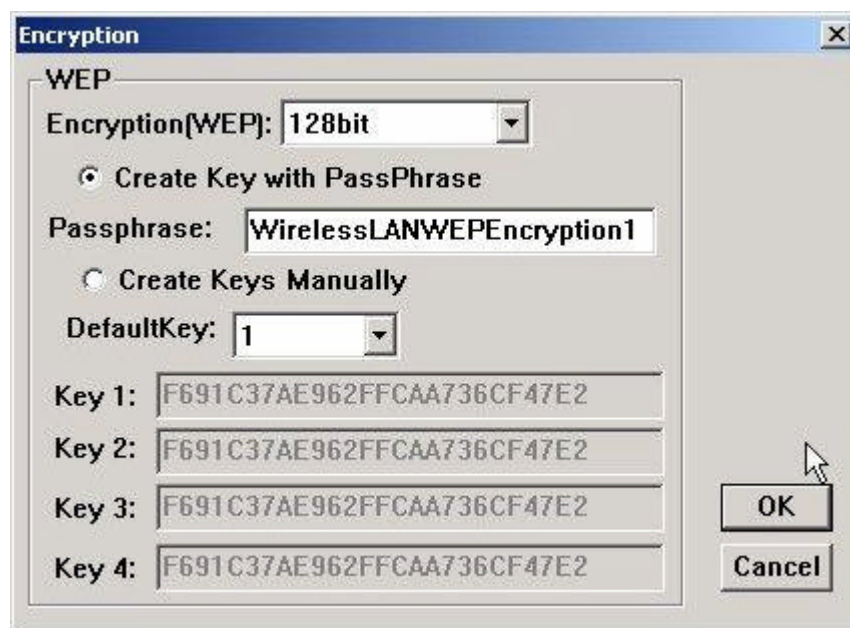 Encryption
WEP
Encryption(WEP): 128bit
Create Key with PassPhrase
Passphrase: WirelessLANWEPEncryption1
Create Keys Manually
DefaultKey: 1
Key 1: F691C37AE962FFCAA736CF47E2
Key 2: F691C37AE962FFCAA736CF47E2
Key 3: F691C37AE962FFCAA736CF47E2
OK
Key 4: F691C37AE962FFCAA736CF47E2
Cancel